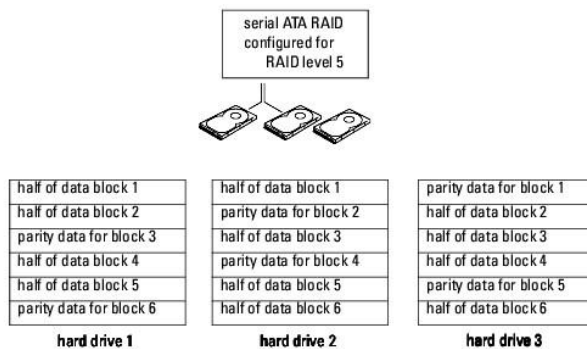 serial ATA RAID
configured for
RAID level 5
half of data block 1
half of data block 2
parity data for block 3
half of data block 4
half of data block 5
parity data for block 6
hard drive 1
half of data block 1
parity data for block 2
half of data block 3
parity data for block 4
half of data block 5
half of data block 6
hard drive 2
parity data for block 1
half of data block 2
half of data block 3
half of data block 4
parity data for block 5
half of data block 6
hard drive 3